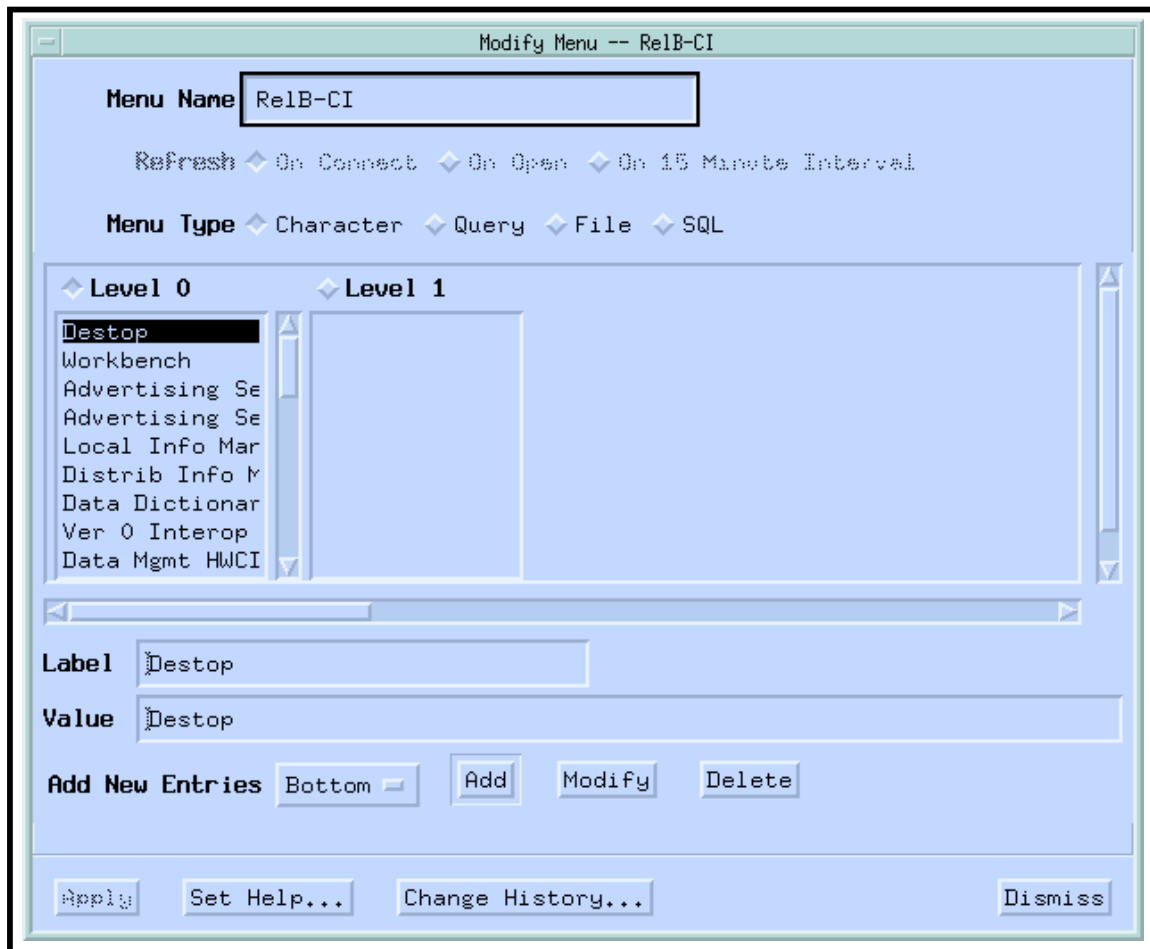 Modify Menu -- RelB-CI
Menu Name RelB-CI
Refresh On Connect On Open On 15 Minute Interval
Menu Type Character Query File SQL
Level 0 Level 1
Destop
Workbench
Advertising Se
Advertising Se
Local Info Man
Distrib Info M
Data Dictionar
Ver 0 Interop
Data Mgmt HWCI
Label Destop
Value Destop
Add New Entries Bottom Add Modify Delete
Apply Set Help... Change History... Dismiss